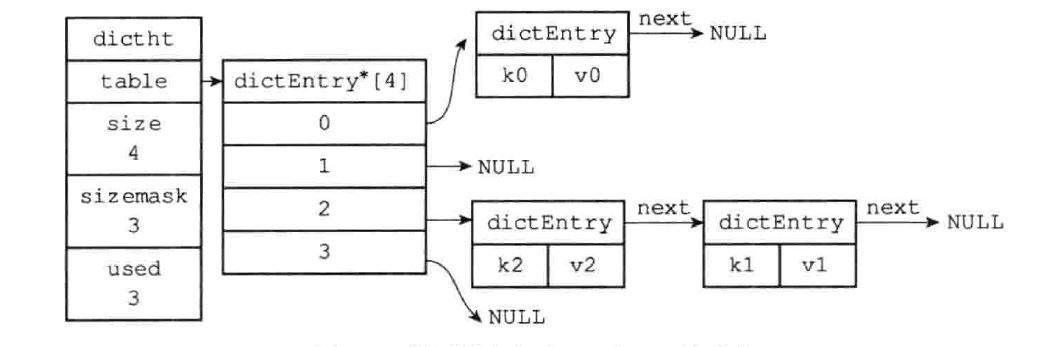 dictht
table
size
4
sizemask
3
used
3
dictEntry*[4]
0
1
2
3
dictEntry
k0 v0
next
NULL
NULL
dictEntry
k2 v2
next
dictEntry
k1 v1
next
NULL
NULL